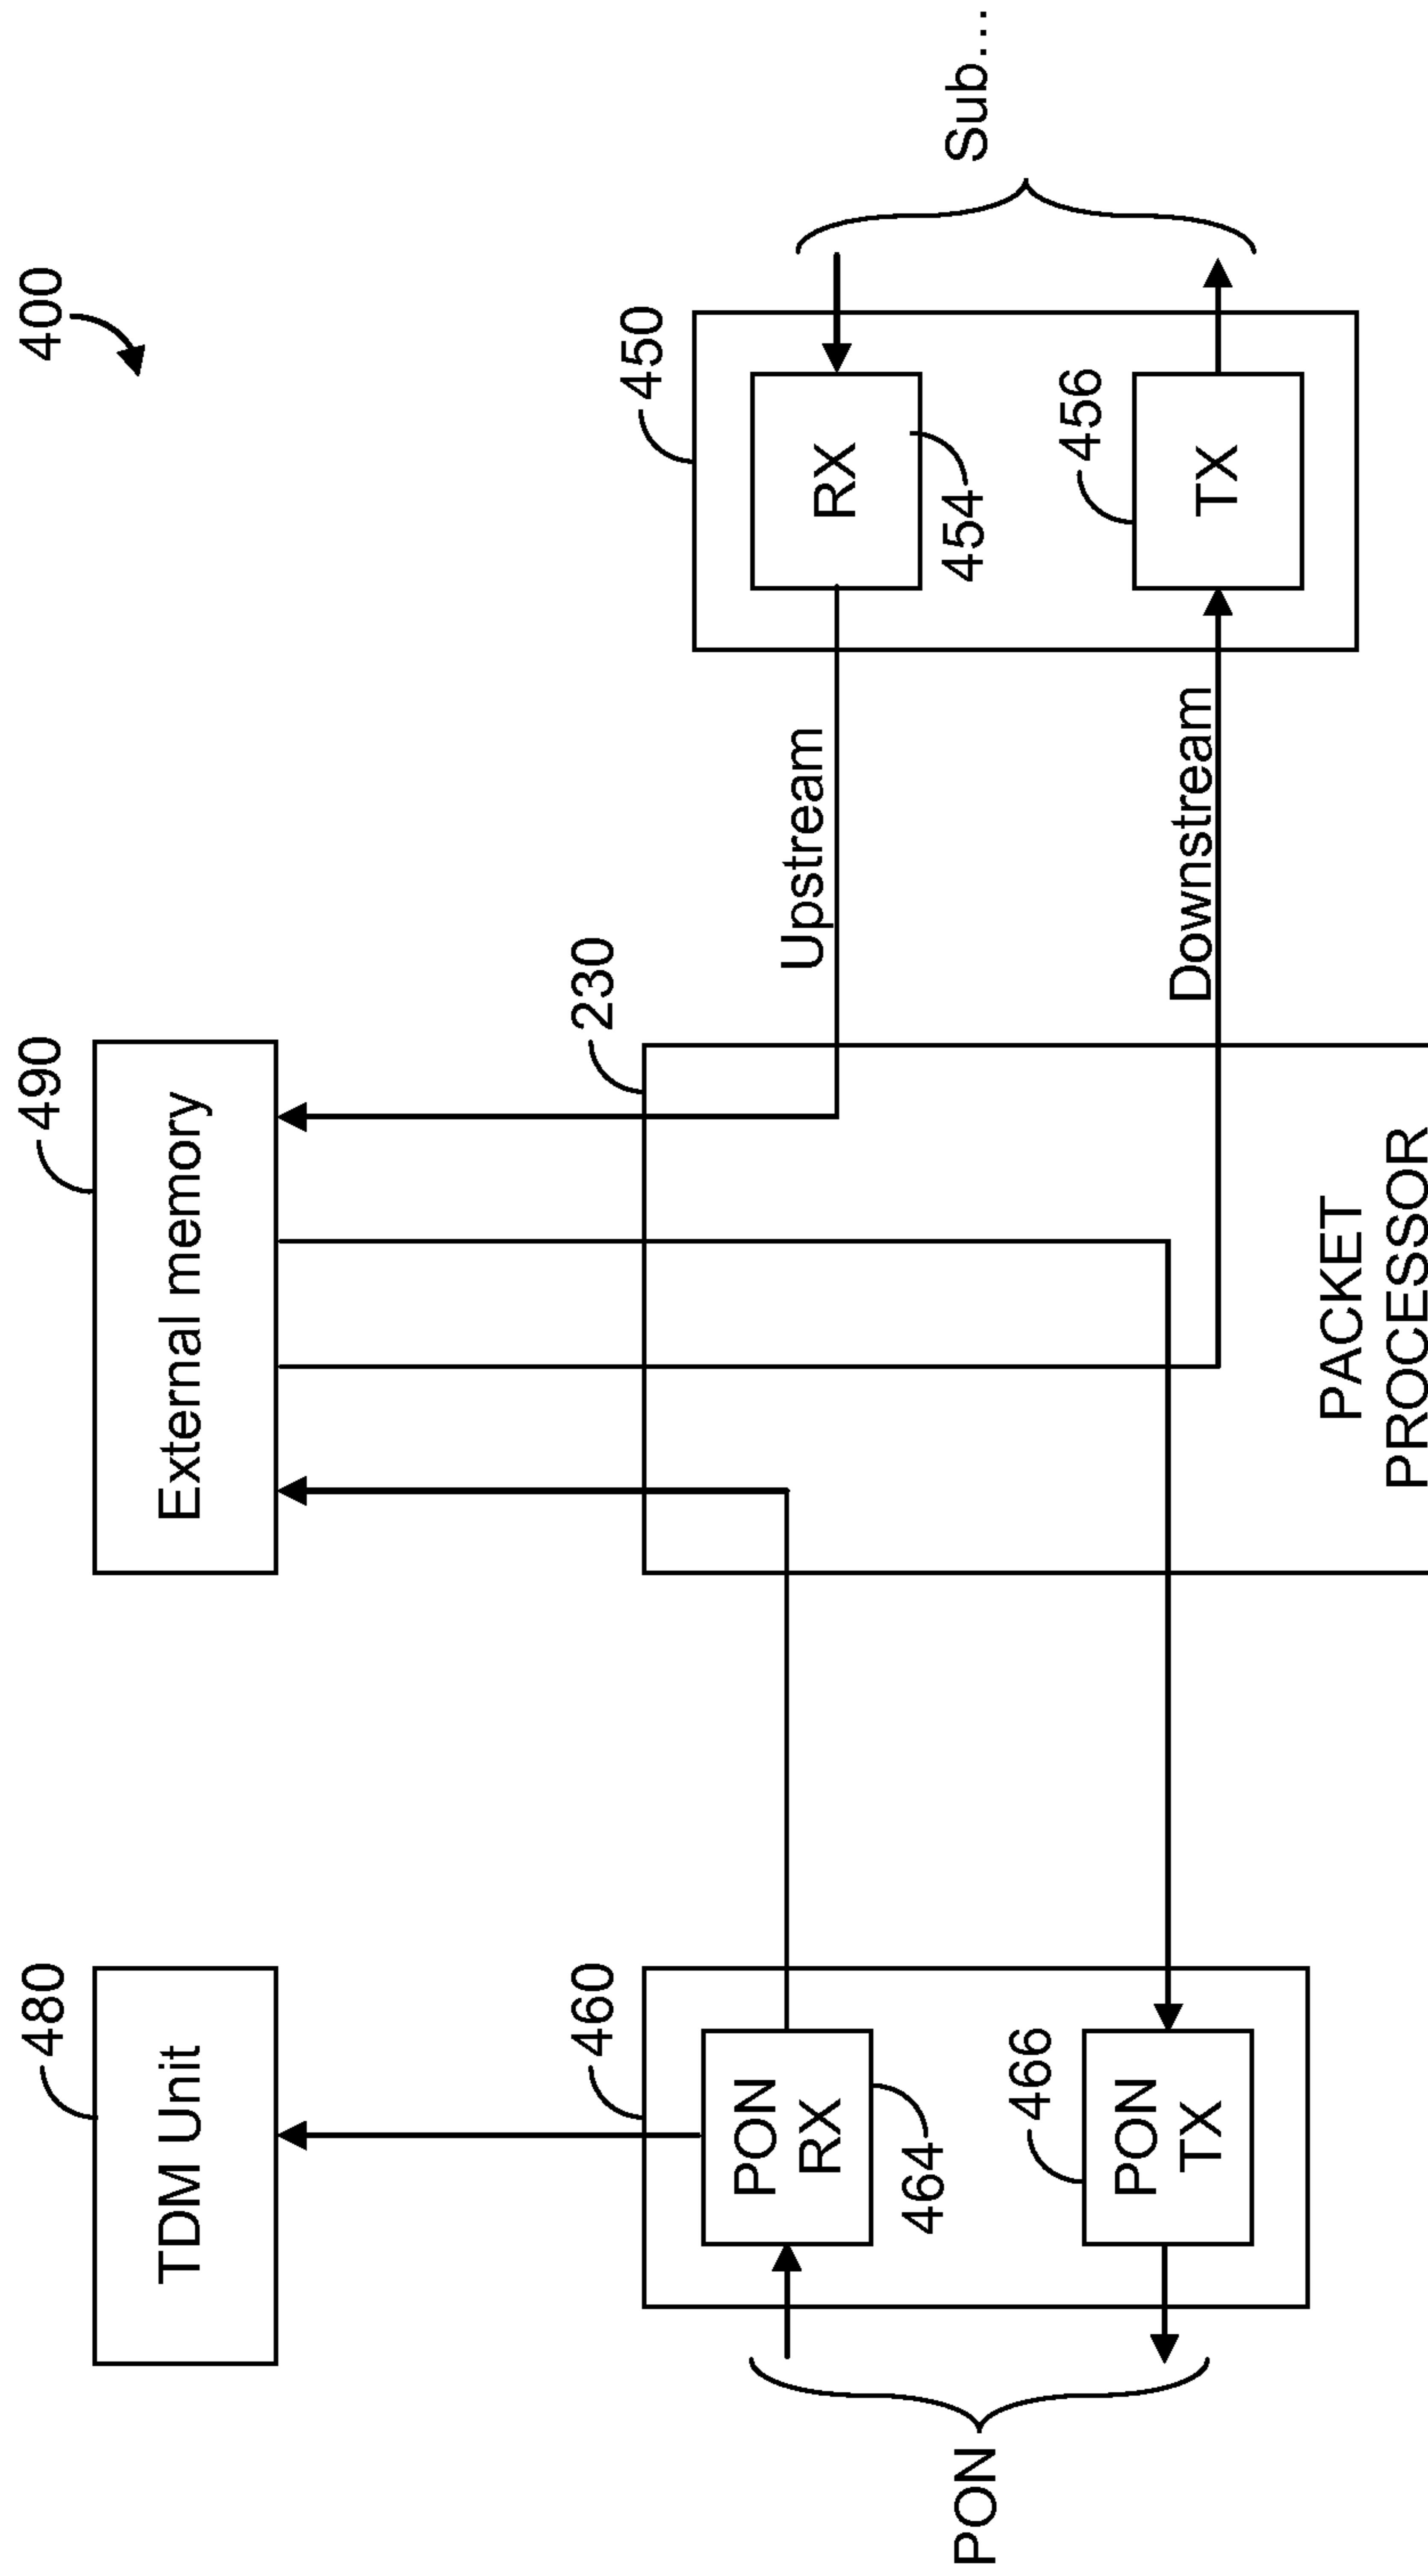 400
480
490
TDM Unit
External memory
460
230
450
PON
RX
464
466
PON
TX
Upstream
Downstream
RX
454
456
TX
PON
Sub...
PACKET
PROCESSOR